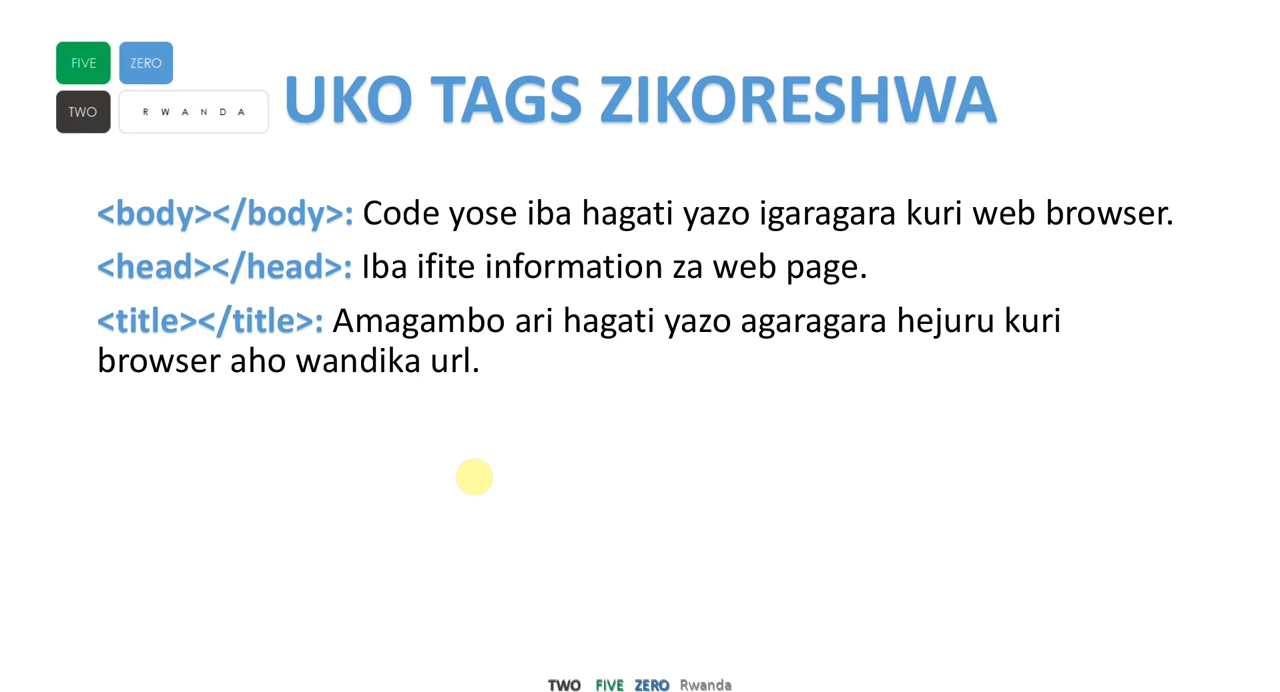 FIVE ZERO
TWO RWANDA
UKO TAGS ZIKORESHWA
<body></body>: Code yose iba hagati yazo igaragara kuri web browser.
<head></head>: Iba ifite information za web page.
<title></title>: Amagambo ari hagati yazo agaragara hejuru kuri
browser aho wandika url.
TWO FIVE ZERO Rwanda